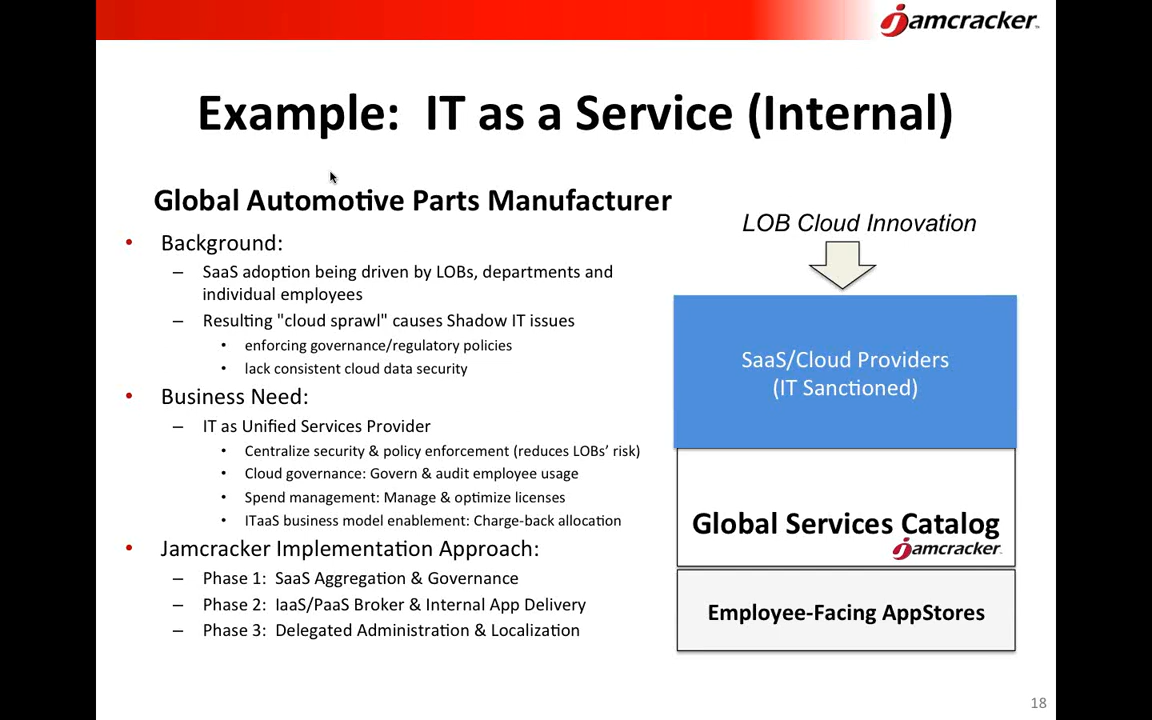 jamcracker™
Example: IT as a Service (Internal)
Global Automotive Parts Manufacturer
• Background:
– SaaS adoption being driven by LOBs, departments and
individual employees
– Resulting "cloud sprawl" causes Shadow IT issues
• enforcing governance/regulatory policies
• lack consistent cloud data security
• Business Need:
– IT as Unified Services Provider
• Centralize security & policy enforcement (reduces LOBs’ risk)
• Cloud governance: Govern & audit employee usage
• Spend management: Manage & optimize licenses
• ITaaS business model enablement: Charge-back allocation
• Jamcracker Implementation Approach:
– Phase 1: SaaS Aggregation & Governance
– Phase 2: IaaS/PaaS Broker & Internal App Delivery
– Phase 3: Delegated Administration & Localization
LOB Cloud Innovation
SaaS/Cloud Providers
(IT Sanctioned)
Global Services Catalog
jamcracker
Employee-Facing AppStores
18